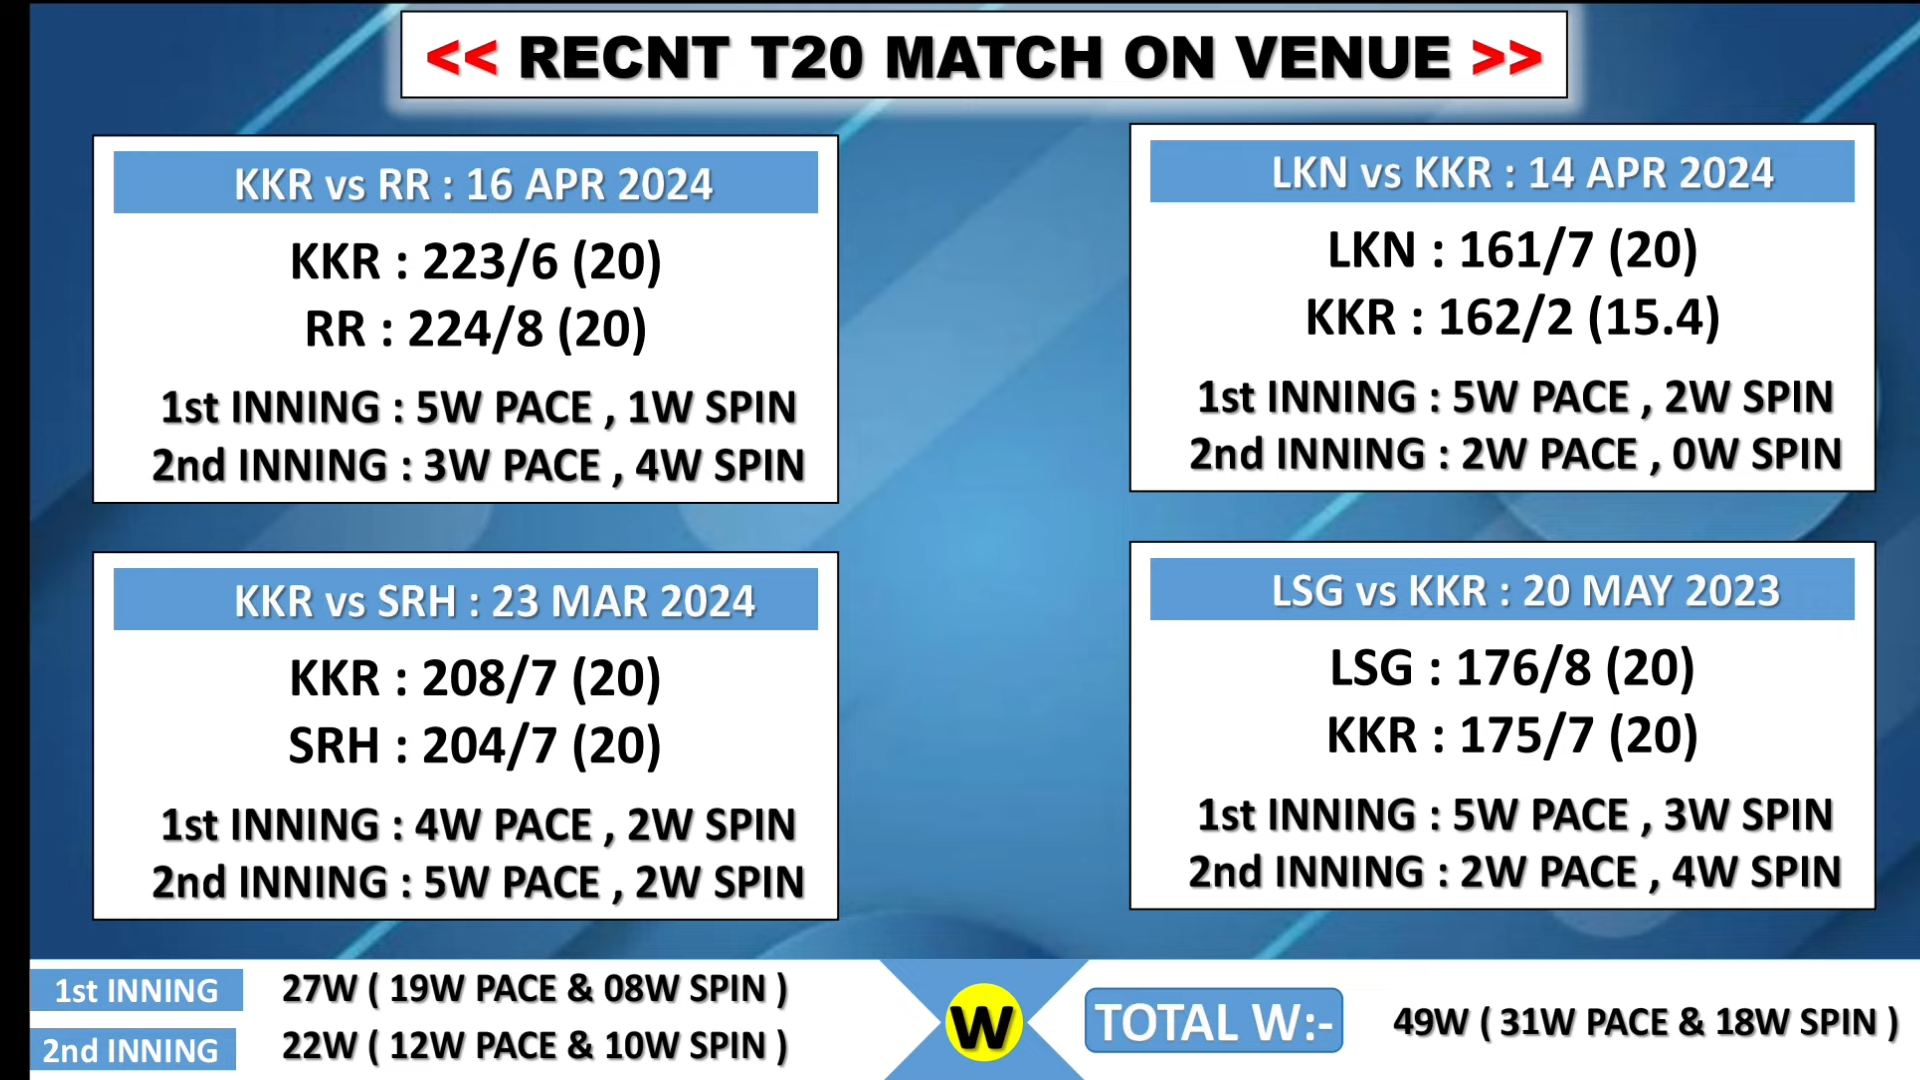 << RECNT T20 MATCH ON VENUE >>
KKR vs RR : 16 APR 2024
KKR : 223/6 (20)
RR : 224/8 (20)
1st INNING : 5W PACE , 1W SPIN
2nd INNING : 3W PACE , 4W SPIN
LKN vs KKR : 14 APR 2024
LKN : 161/7 (20)
KKR : 162/2 (15.4)
1st INNING : 5W PACE , 2W SPIN
2nd INNING : 2W PACE , 0W SPIN
KKR vs SRH : 23 MAR 2024
KKR : 208/7 (20)
SRH : 204/7 (20)
1st INNING : 4W PACE , 2W SPIN
2nd INNING : 5W PACE , 2W SPIN
LSG vs KKR : 20 MAY 2023
LSG : 176/8 (20)
KKR : 175/7 (20)
1st INNING : 5W PACE , 3W SPIN
2nd INNING : 2W PACE , 4W SPIN
1st INNING 27W ( 19W PACE & 08W SPIN )
2nd INNING 22W ( 12W PACE & 10W SPIN )
W
TOTAL W:- 49W ( 31W PACE & 18W SPIN )